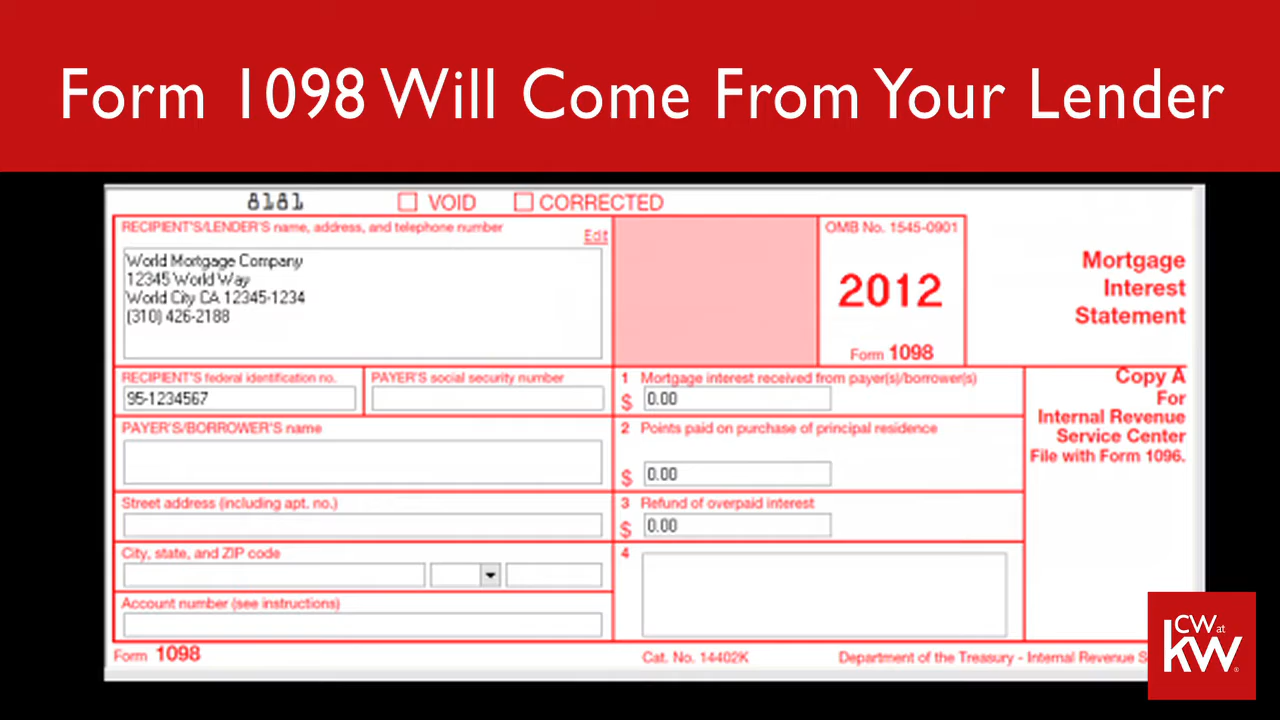 Form 1098 Will Come From Your Lender
8181
VOID
CORRECTED
RECIPIENT'S/LENDER'S name, address, and telephone number
Edit
World Mortgage Company
12345 World Way
World City CA 12345-1234
(310) 426-2188
OMB No. 1545-0901
2012
Form 1098
Mortgage
Interest
Statement
RECIPIENT'S federal identification no.
95-1234567
PAYER'S social security number
1 Mortgage interest received from payer(s)/borrower(s)
$ 0.00
Copy A
For
Internal Revenue
Service Center
File with Form 1096.
PAYER'S/BORROWER'S name
2 Points paid on purchase of principal residence
$ 0.00
Street address (including apt. no.)
3 Refund of overpaid interest
$ 0.00
City, state, and ZIP code
4
Account number (see instructions)
Form 1098
Cat. No. 14402K
Department of the Treasury - Internal Revenue S
CW at
kw